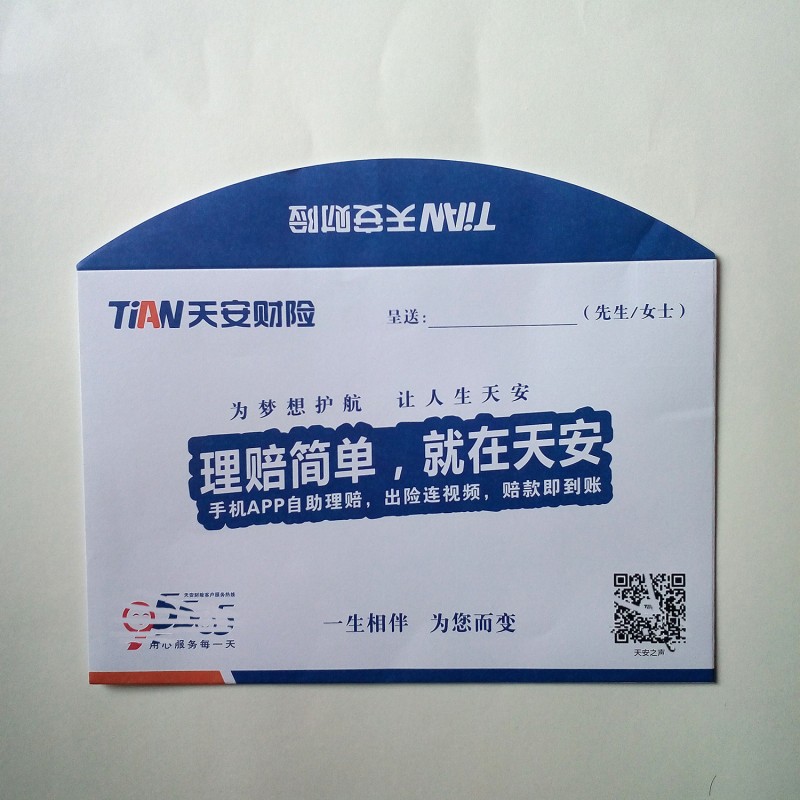 TiAN天安财险
TiAN天安财险
呈送:____________(先生/女士)
为梦想护航 让人生天安
理赔简单，就在天安
手机APP自助理赔，出险连视频，赔款即到账
天安财险客户服务热线
用心服务每一天
一生相伴 为您而变
天安之声